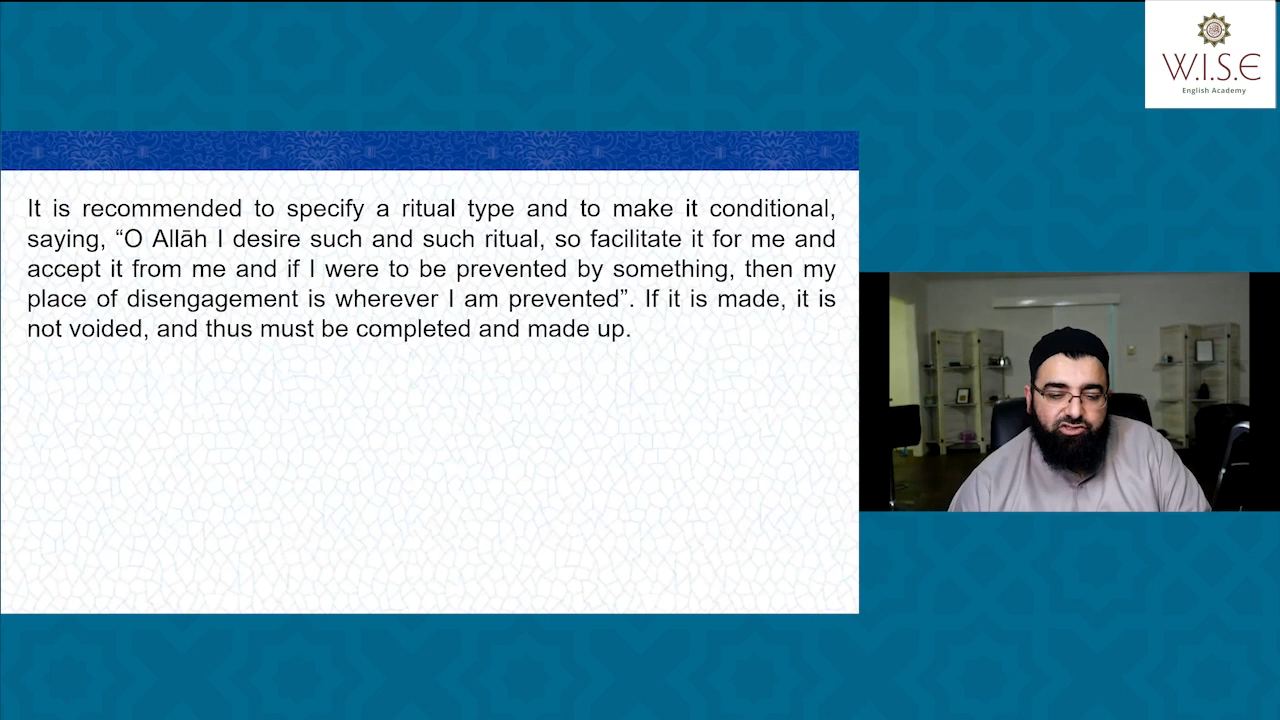 W.I.S.E
English Academy
It is recommended to specify a ritual type and to make it conditional,
saying, “O Allāh I desire such and such ritual, so facilitate it for me and
accept it from me and if I were to be prevented by something, then my
place of disengagement is wherever I am prevented”. If it is made, it is
not voided, and thus must be completed and made up.